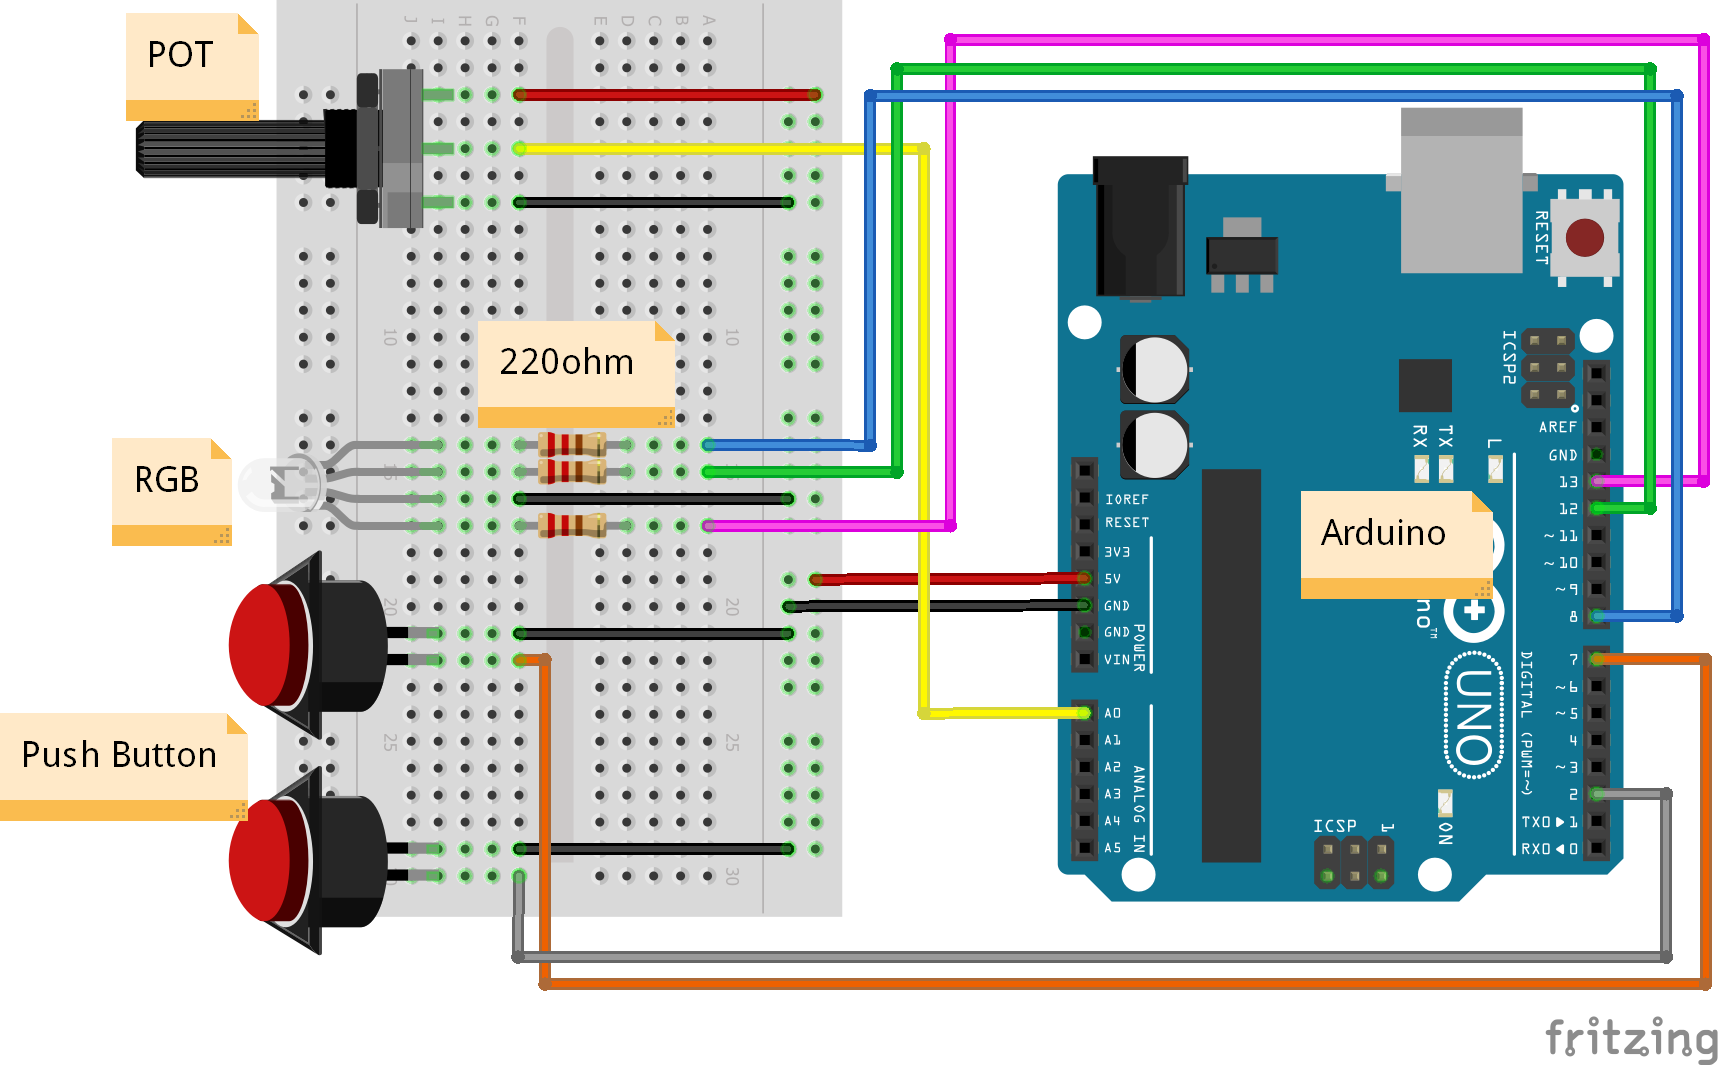 J I H G F E D C B A
POT
10 10
220ohm
15
RGB
20 20
Push Button
25 25
30 30
RESET
ICSP2
AREF
GND
RX TX L
13
12
~11
~10
~9
8
Arduino
no™
UNO
DIGITAL (PWM=~)
7
~6
~5
4
~3
2
TX0▶1
RX0◀0
IOREF
RESET
3V3
5V
GND
GND
VIN
POWER
A0
A1
A2
A3
A4
A5
ANALOG IN
ICSP 1
ON
fritzing